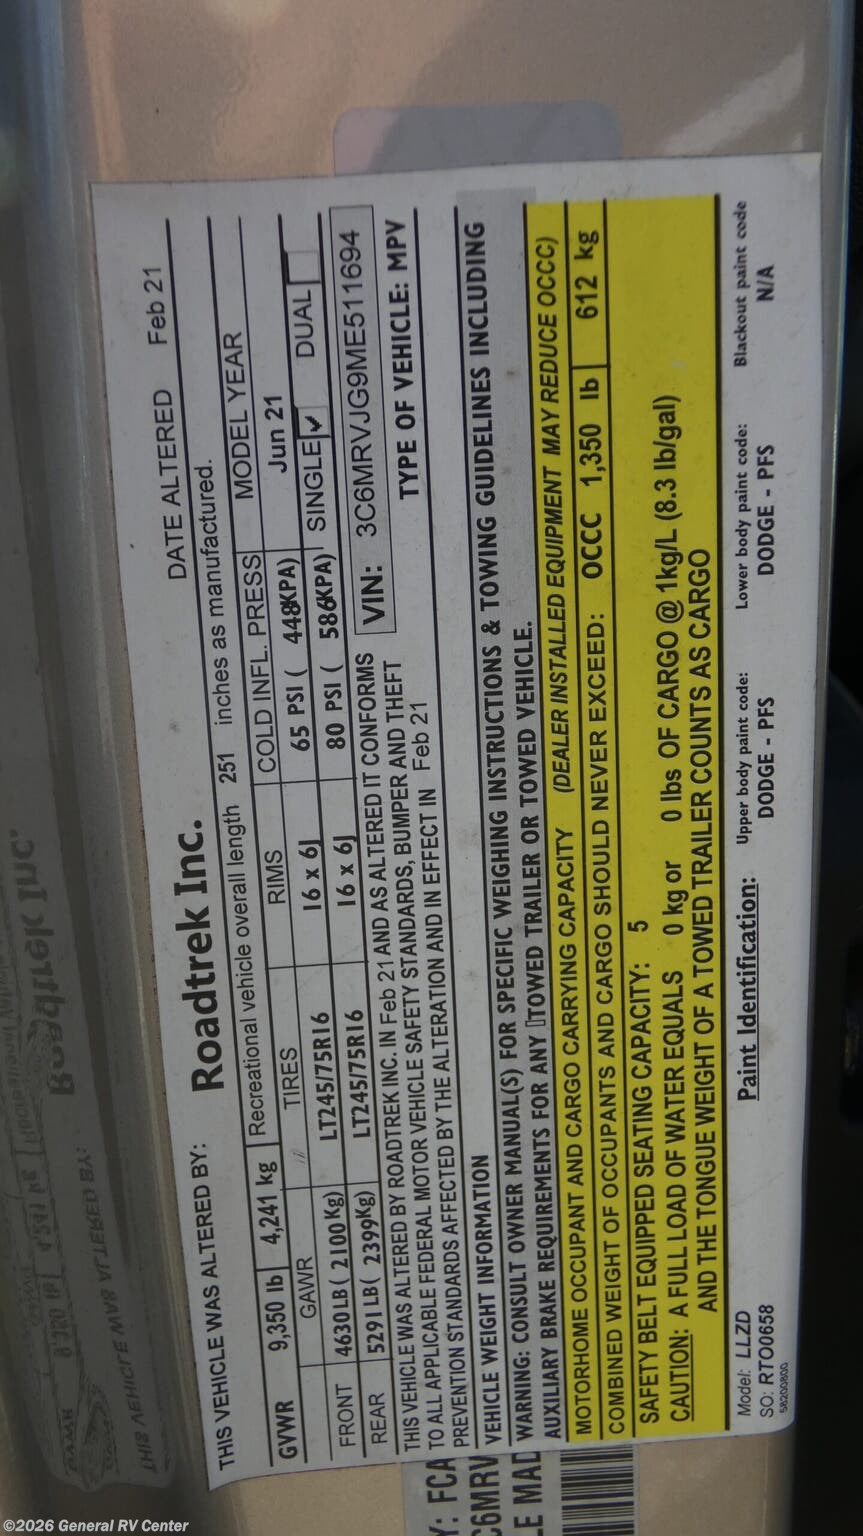 THIS VEHICLE WAS ALTERED BY: Roadtrek Inc. DATE ALTERED Feb 21
GVWR 9,350 lb 4,241 kg Recreational vehicle overall length 251 inches as manufactured.
GAWR TIRES RIMS COLD INFL. PRESS MODEL YEAR Jun 21
FRONT 4630LB( 2100Kg) LT245/75R16 16 x 6J 65 PSI ( 448KPA) SINGLE ✓ DUAL
REAR 5291LB( 2399Kg) LT245/75R16 16 x 6J 80 PSI ( 586KPA)
VIN: 3C6MRVJG9ME511694
THIS VEHICLE WAS ALTERED BY ROADTREK INC. IN Feb 21 AND AS ALTERED IT CONFORMS
TO ALL APPLICABLE FEDERAL MOTOR VEHICLE SAFETY STANDARDS, BUMPER AND THEFT
PREVENTION STANDARDS AFFECTED BY THE ALTERATION AND IN EFFECT IN Feb 21
TYPE OF VEHICLE: MPV
VEHICLE WEIGHT INFORMATION
WARNING: CONSULT OWNER MANUAL(S) FOR SPECIFIC WEIGHING INSTRUCTIONS & TOWING GUIDELINES INCLUDING
AUXILIARY BRAKE REQUIREMENTS FOR ANY TOWED TRAILER OR TOWED VEHICLE.
MOTORHOME OCCUPANT AND CARGO CARRYING CAPACITY (DEALER INSTALLED EQUIPMENT MAY REDUCE OCCC)
COMBINED WEIGHT OF OCCUPANTS AND CARGO SHOULD NEVER EXCEED: OCCC 1,350 lb 612 kg
SAFETY BELT EQUIPPED SEATING CAPACITY: 5
CAUTION: A FULL LOAD OF WATER EQUALS 0 kg or 0 lbs OF CARGO @ 1kg/L (8.3 lb/gal)
AND THE TONGUE WEIGHT OF A TOWED TRAILER COUNTS AS CARGO
Model: LLZD
SO: RTO0658
58200800
Paint Identification:
Upper body paint code:
DODGE - PFS
Lower body paint code:
DODGE - PFS
Blackout paint code
N/A
Y: FCA
C6MRV
LE MAD
©2026 General RV Center